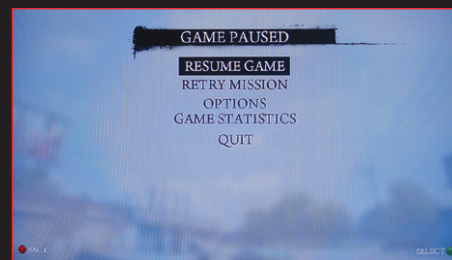 GAME PAUSED
RESUME GAME
RETRY MISSION
OPTIONS
GAME STATISTICS
QUIT
BACK
SELECT